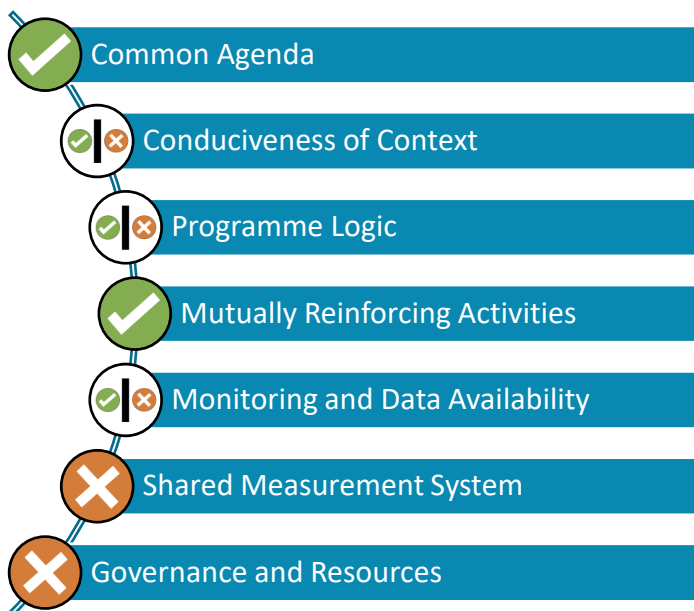 Common Agenda
Conduciveness of Context
Programme Logic
Mutually Reinforcing Activities
Monitoring and Data Availability
Shared Measurement System
Governance and Resources